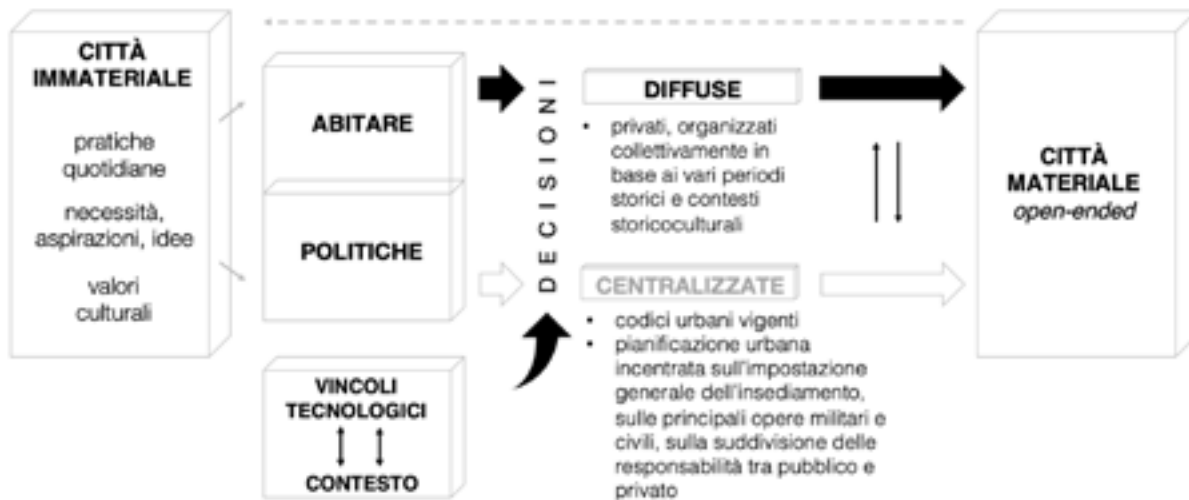 CITTÀ
IMMATERIALE
pratiche
quotidiane
necessità,
aspirazioni, idee
valori
culturali
ABITARE
POLITICHE
VINCOLI
TECNOLOGICI
CONTESTO
DECISIONI
DIFFUSE
• privati, organizzati
collettivamente in
base ai vari periodi
storici e contesti
storicoculturali
CENTRALIZZATE
• codici urbani vigenti
• pianificazione urbana
incentrata sull'impostazione
generale dell'insediamento,
sulle principali opere militari e
civili, sulla suddivisione delle
responsabilità tra pubblico e
privato
CITTÀ
MATERIALE
open-ended